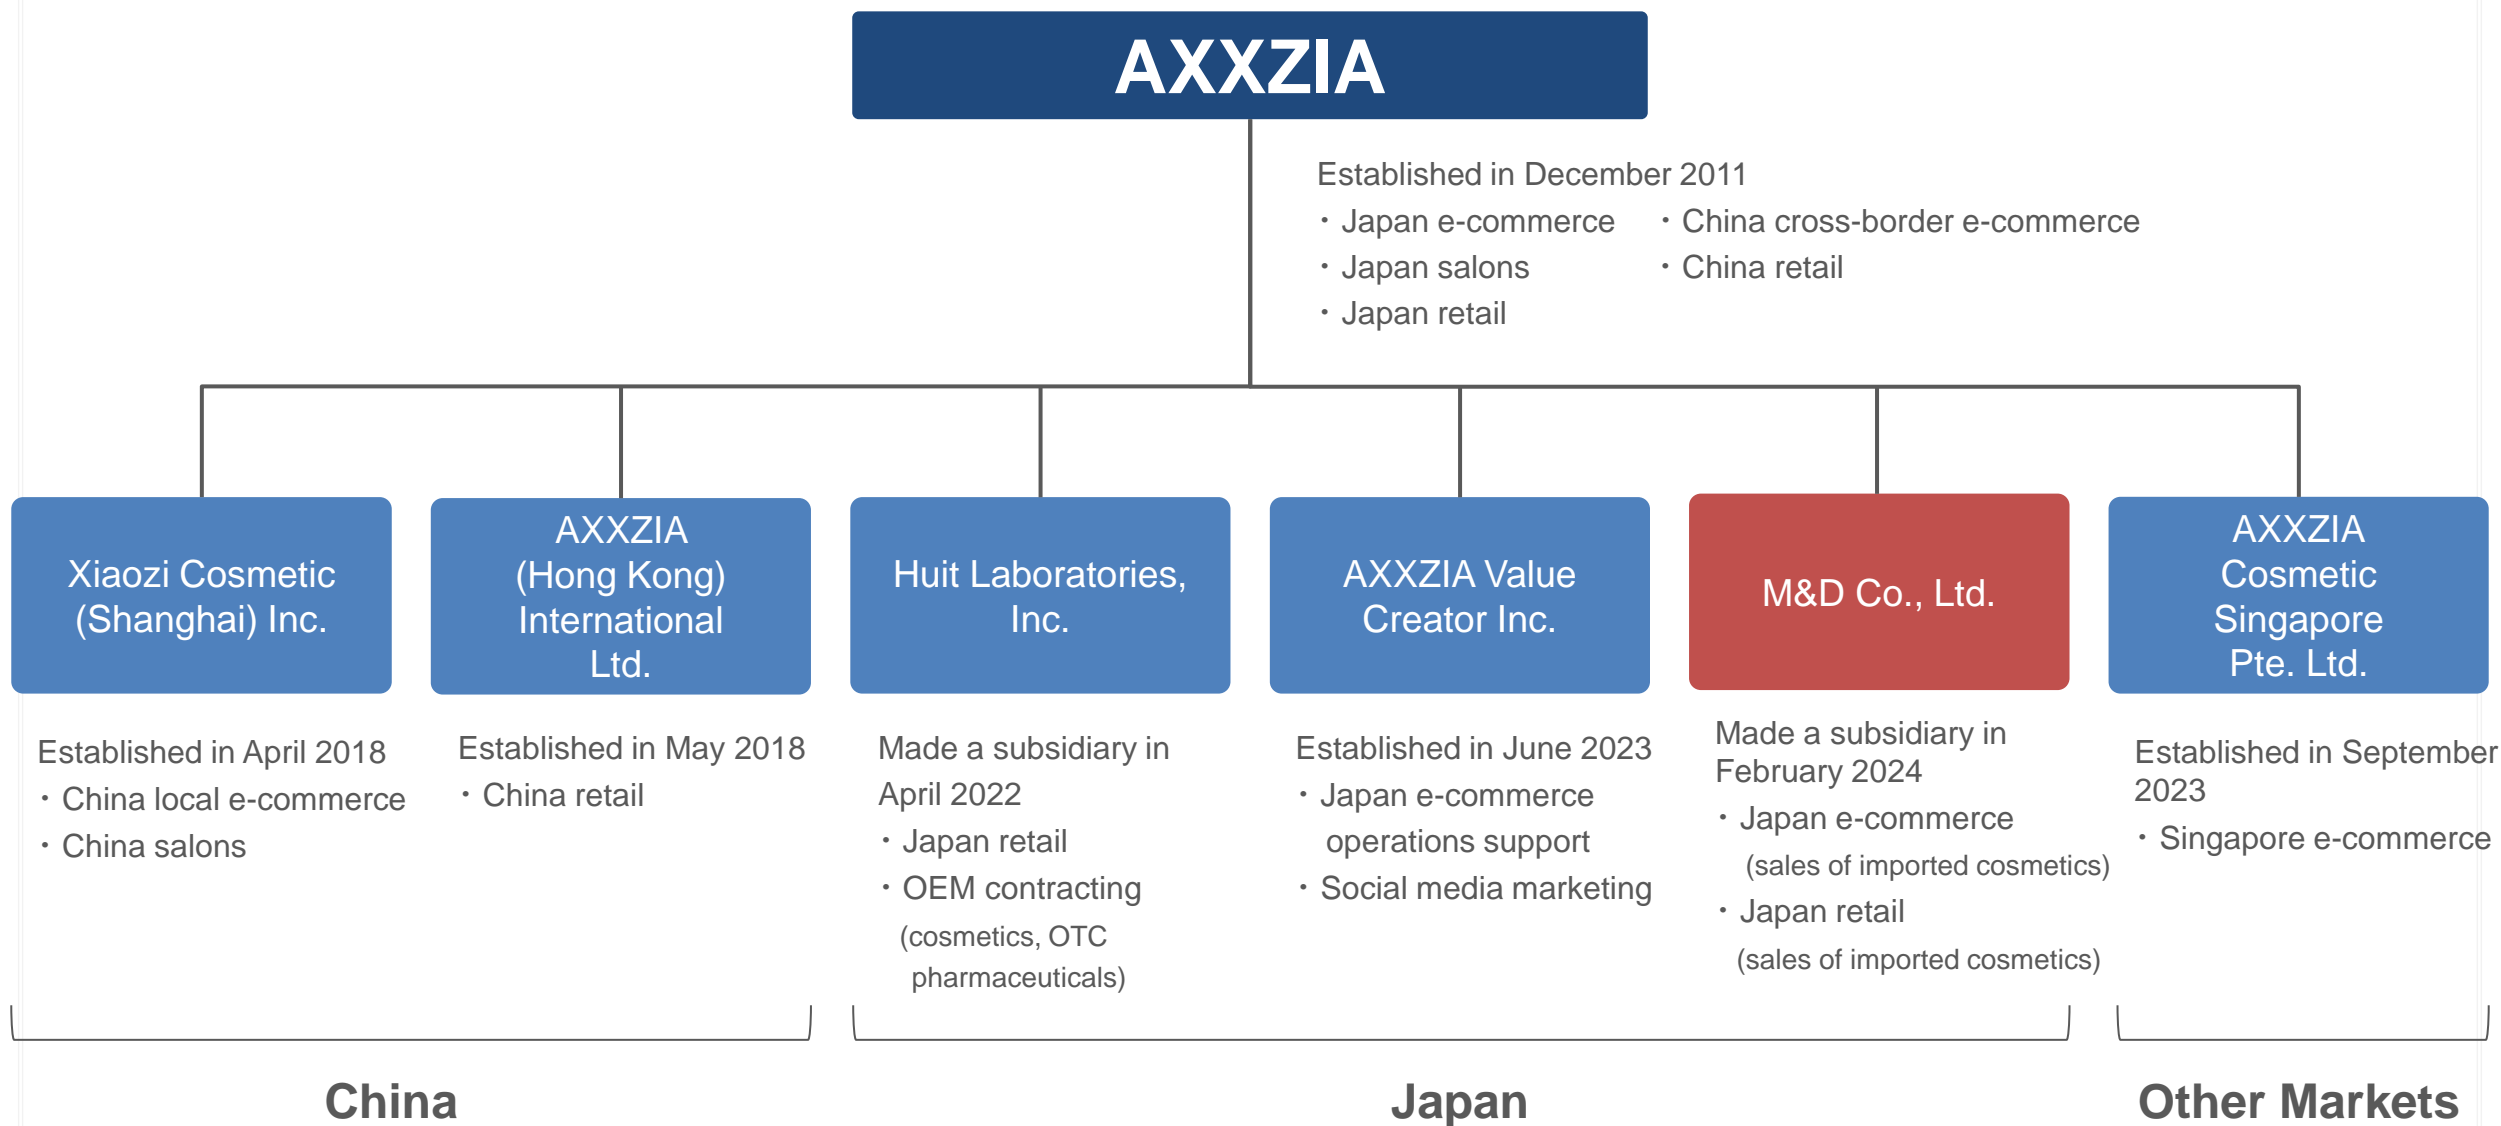 AXXZIA
Established in December 2011
・Japan e-commerce
・China cross-border e-commerce
・Japan salons
・China retail
・Japan retail
Xiaozi Cosmetic
(Shanghai) Inc.
Established in April 2018
・China local e-commerce
・China salons
AXXZIA
(Hong Kong)
International
Ltd.
Established in May 2018
・China retail
Huit Laboratories,
Inc.
Made a subsidiary in
April 2022
・Japan retail
・OEM contracting
(cosmetics, OTC
pharmaceuticals)
AXXZIA Value
Creator Inc.
Established in June 2023
・Japan e-commerce
operations support
・Social media marketing
M&D Co., Ltd.
Made a subsidiary in
February 2024
・Japan e-commerce
(sales of imported cosmetics)
・Japan retail
(sales of imported cosmetics)
AXXZIA
Cosmetic
Singapore
Pte. Ltd.
Established in September
2023
・Singapore e-commerce
China
Japan
Other Markets